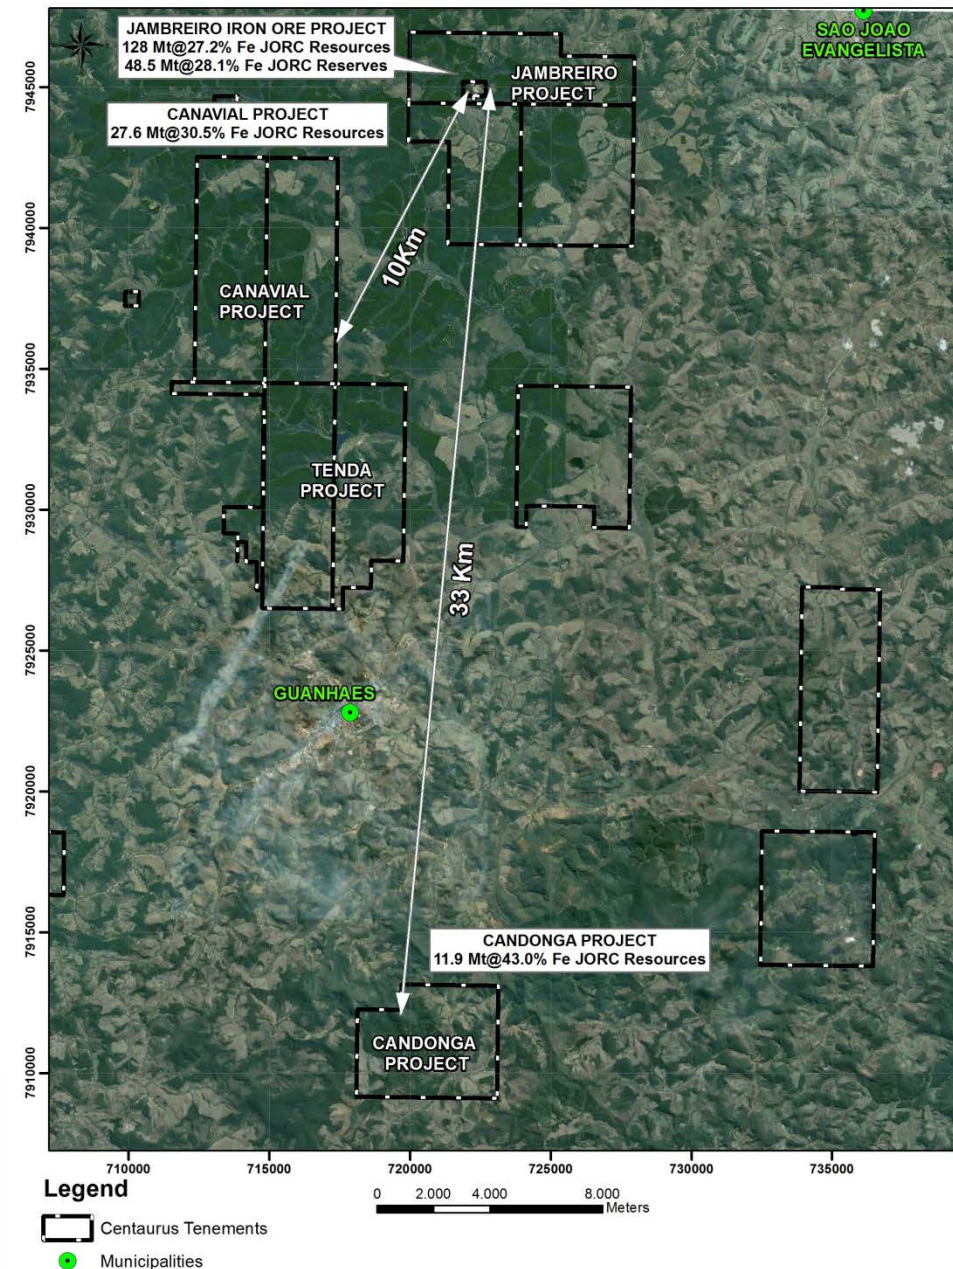 JAMBREIRO IRON ORE PROJECT
128 Mt@27.2% Fe JORC Resources
48.5 Mt@28.1% Fe JORC Reserves
SAO JOAO
EVANGELISTA
JAMBREIRO
PROJECT
CANAVIAL PROJECT
27.6 Mt@30.5% Fe JORC Resources
10Km
CANAVIAL
PROJECT
TENDA
PROJECT
33 Km
GUANHAES
CANDONGA PROJECT
11.9 Mt@43.0% Fe JORC Resources
CANDONGA
PROJECT
7945000
7940000
7935000
7930000
7925000
7920000
7915000
7910000
710000
715000
720000
725000
730000
735000
Legend
Centaurus Tenements
Municipalities
0
2.000
4.000
8.000
Meters